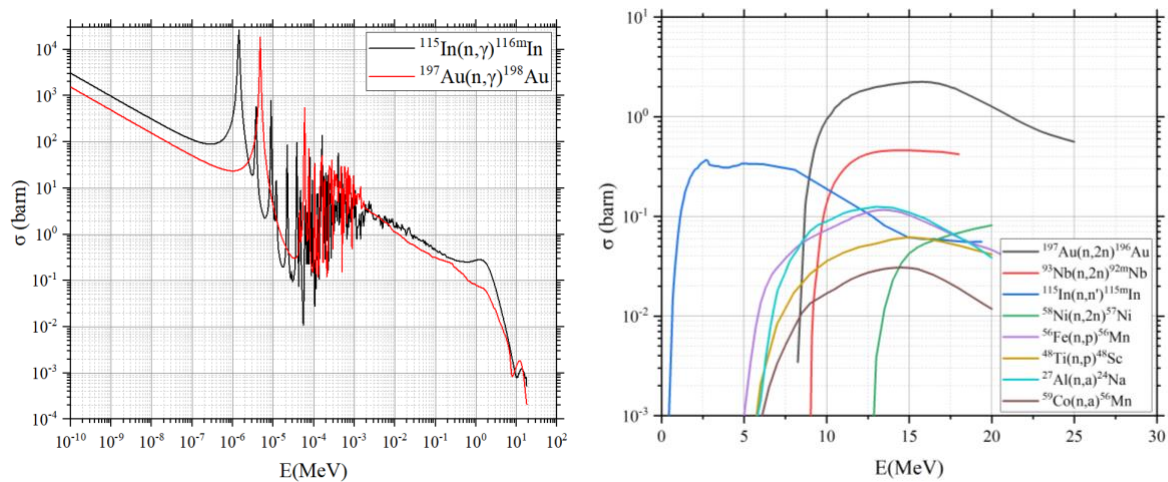 σ (barn)
10⁴
10³
10²
10¹
10⁰
10⁻¹
10⁻²
10⁻³
10⁻⁴
¹¹⁵In(n,γ)¹¹⁶ᵐIn
¹⁹⁷Au(n,γ)¹⁹⁸Au
10⁻¹⁰ 10⁻⁹ 10⁻⁸ 10⁻⁷ 10⁻⁶ 10⁻⁵ 10⁻⁴ 10⁻³ 10⁻² 10⁻¹ 10⁰ 10¹ 10²
E(MeV)
σ (barn)
10¹
10⁰
10⁻¹
10⁻²
10⁻³
¹⁹⁷Au(n,2n)¹⁹⁶Au
⁹³Nb(n,2n)⁹²ᵐNb
¹¹⁵In(n,n')¹¹⁵ᵐIn
⁵⁸Ni(n,2n)⁵⁷Ni
⁵⁶Fe(n,p)⁵⁶Mn
⁴⁸Ti(n,p)⁴⁸Sc
²⁷Al(n,a)²⁴Na
⁵⁹Co(n,a)⁵⁶Mn
0 5 10 15 20 25 30
E(MeV)